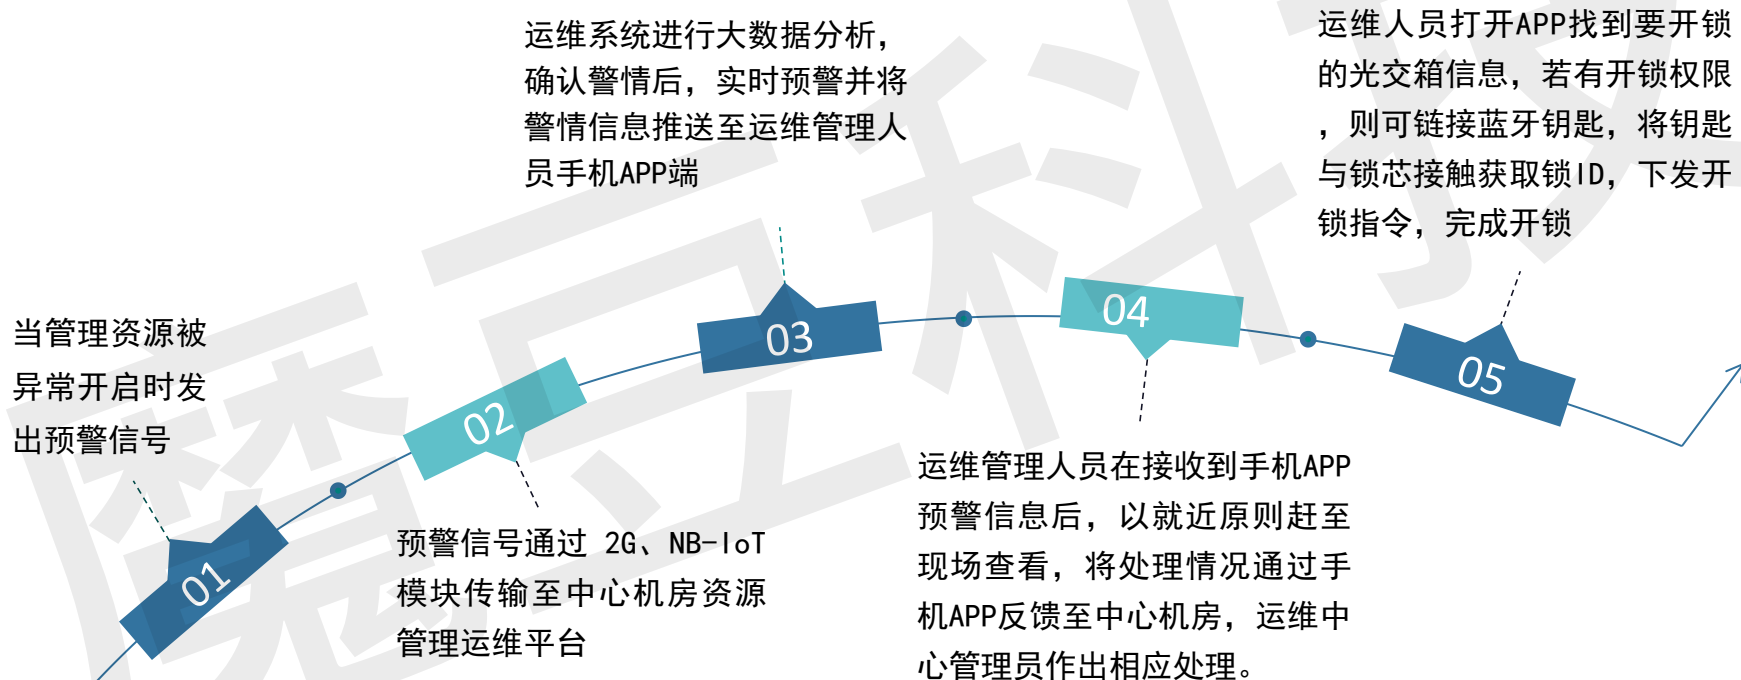 当管理资源被
异常开启时发
出预警信号
01
02
预警信号通过 2G、NB-IoT
模块传输至中心机房资源
管理运维平台
运维系统进行大数据分析，
确认警情后，实时预警并将
警情信息推送至运维管理人
员手机APP端
03
04
运维管理人员在接收到手机APP
预警信息后，以就近原则赶至
现场查看，将处理情况通过手
机APP反馈至中心机房，运维中
心管理员作出相应处理。
运维人员打开APP找到要开锁
的光交箱信息，若有开锁权限
，则可链接蓝牙钥匙，将钥匙
与锁芯接触获取锁ID，下发开
锁指令，完成开锁
05
魔豆科技